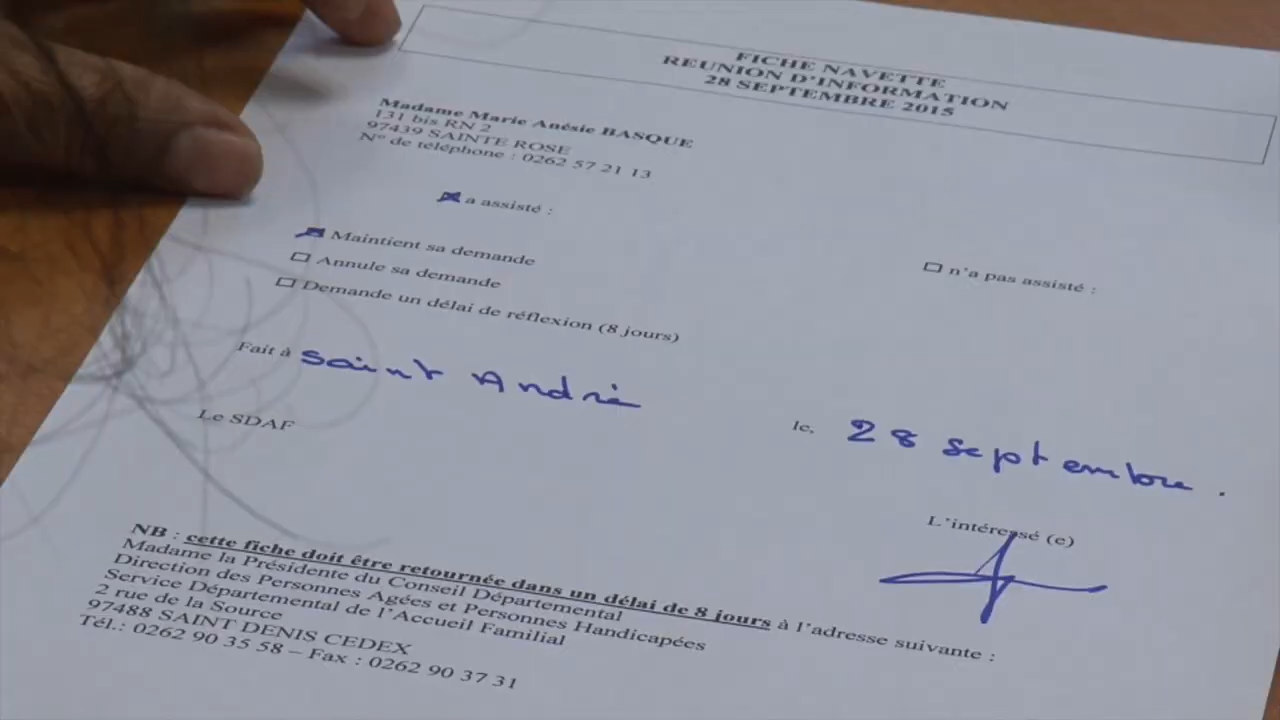 FICHE NAVETTE
REUNION D'INFORMATION
28 SEPTEMBRE 2015
Madame Marie Anésie BASQUE
131 bis RN 2
97439 SAINTE ROSE
N° de téléphone : 0262 57 21 13
a assisté :
Maintient sa demande
Annule sa demande
Demande un délai de réflexion (8 jours)
n'a pas assisté :
Fait à Saint André
le, 28 septembre.
Le SDAF
L'intéressé (e)
NB : cette fiche doit être retournée dans un délai de 8 jours à l'adresse suivante :
Madame la Présidente du Conseil Départemental
Direction des Personnes Agées et Personnes Handicapées
Service Départemental de l'Accueil Familial
2 rue de la Source
97488 SAINT DENIS CEDEX
Tél.: 0262 90 35 58 – Fax : 0262 90 37 31